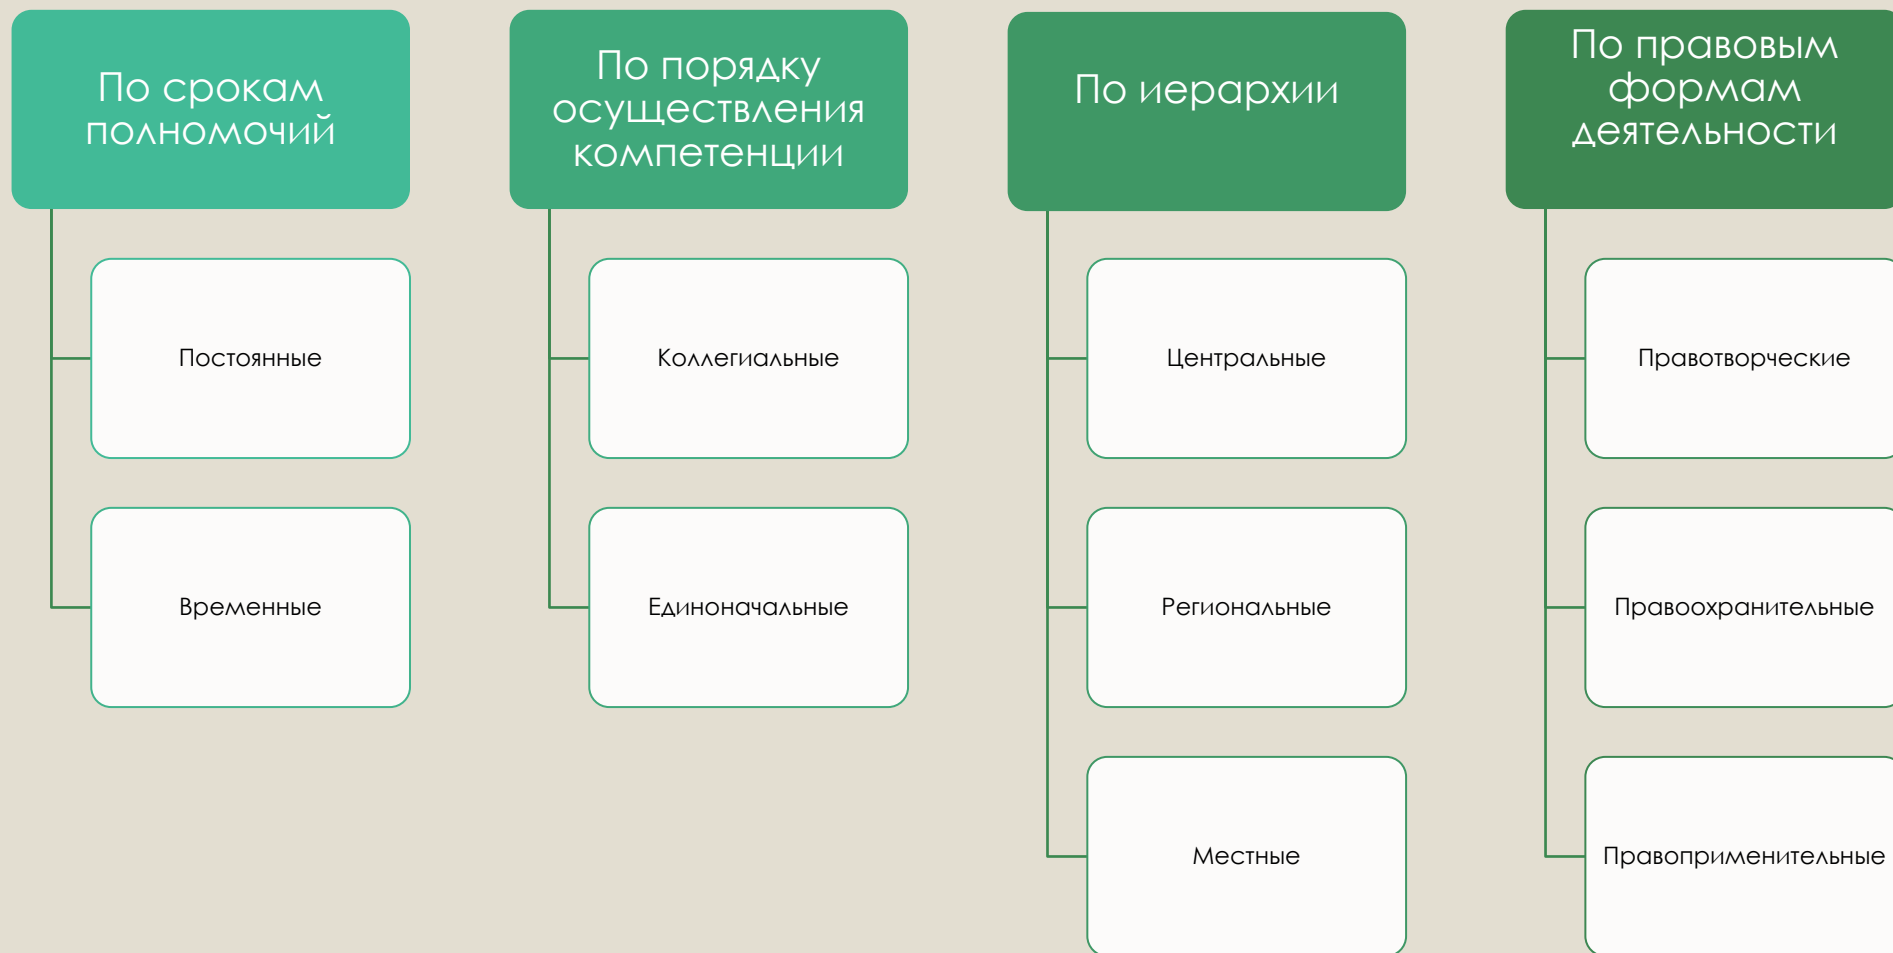 По срокам
полномочий
Постоянные
Временные
По порядку
осуществления
компетенции
Коллегиальные
Единоначальные
По иерархии
Центральные
Региональные
Местные
По правовым
формам
деятельности
Правотворческие
Правоохранительные
Правоприменительные